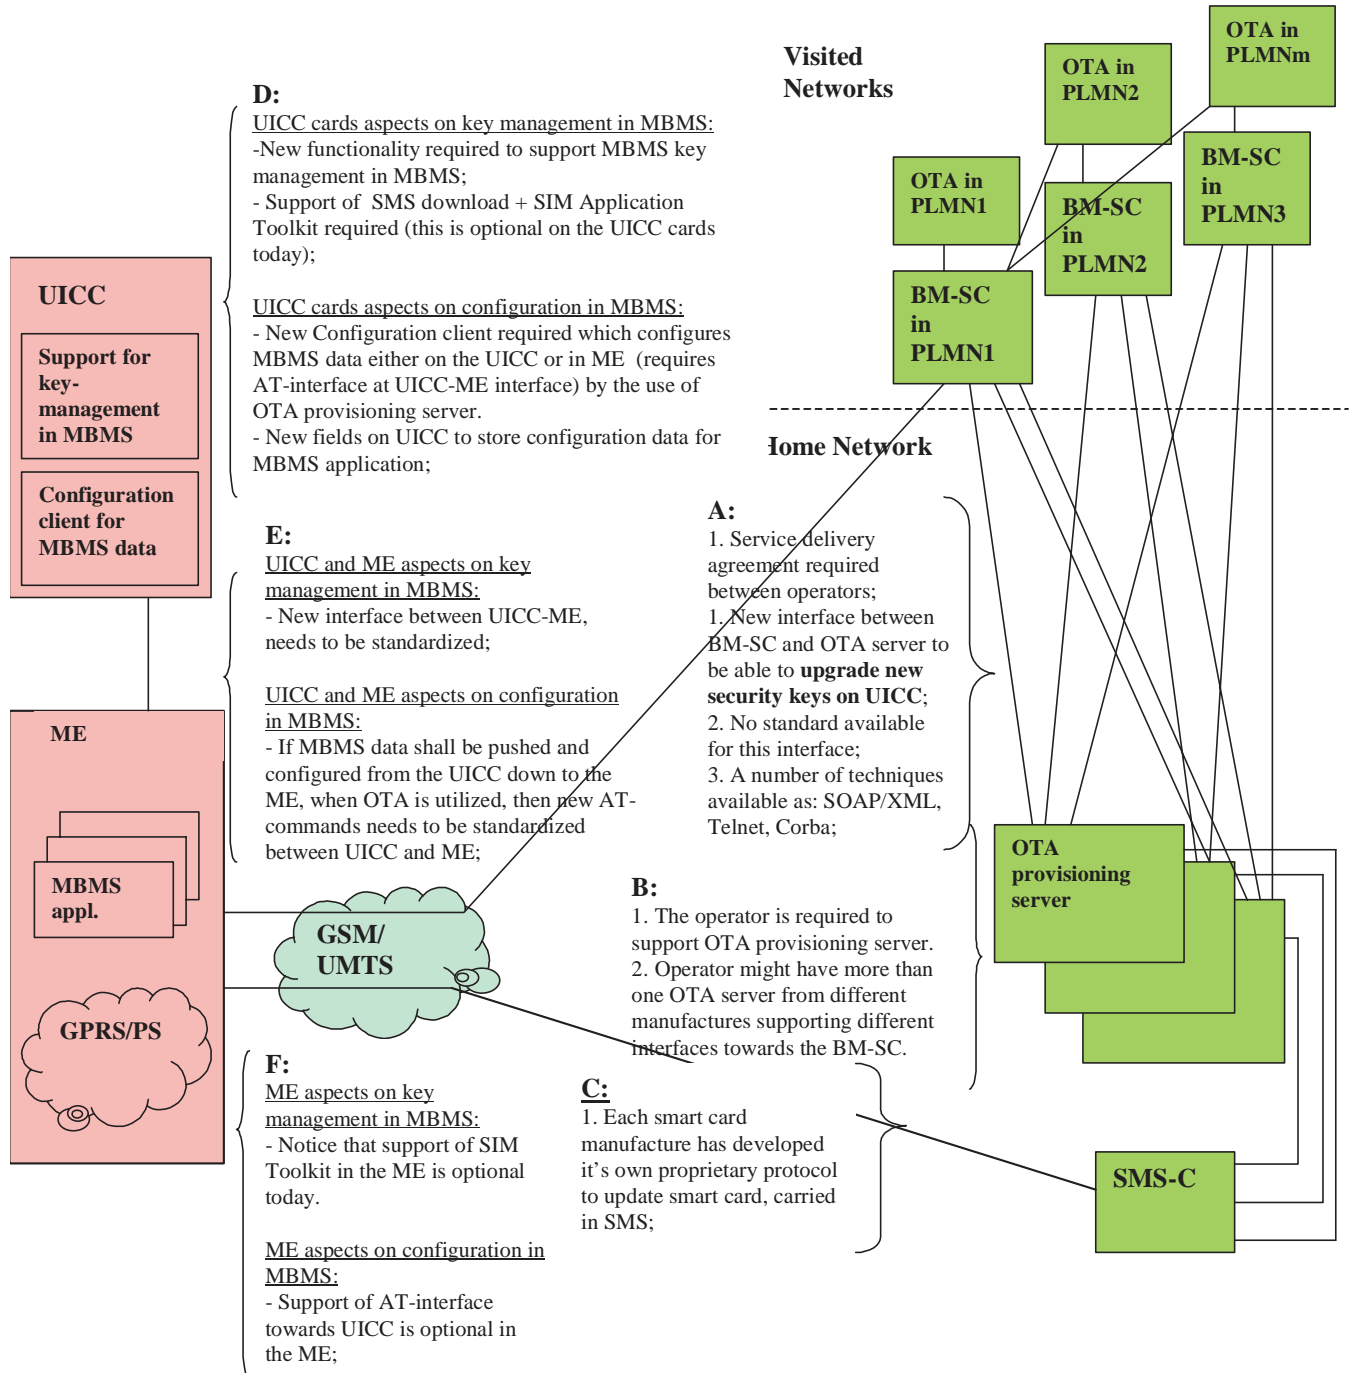 Visited
Networks
OTA in
PLMN2
OTA in
PLMNm
OTA in
PLMN1
BM-SC
in
PLMN3
BM-SC
in
PLMN2
BM-SC
in
PLMN1
D:
UICC cards aspects on key management in MBMS:
-New functionality required to support MBMS key
management in MBMS;
- Support of SMS download + SIM Application
Toolkit required (this is optional on the UICC cards
today);
UICC cards aspects on configuration in MBMS:
- New Configuration client required which configures
MBMS data either on the UICC or in ME (requires
AT-interface at UICC-ME interface) by the use of
OTA provisioning server.
- New fields on UICC to store configuration data for
MBMS application;
UICC
Support for
key-
management
in MBMS
Configuration
client for
MBMS data
Home Network
E:
UICC and ME aspects on key
management in MBMS:
- New interface between UICC-ME,
needs to be standardized;
UICC and ME aspects on configuration
in MBMS:
- If MBMS data shall be pushed and
configured from the UICC down to the
ME, when OTA is utilized, then new AT-
commands needs to be standardized
between UICC and ME;
A:
1. Service delivery
agreement required
between operators;
1. New interface between
BM-SC and OTA server to
be able to upgrade new
security keys on UICC;
2. No standard available
for this interface;
3. A number of techniques
available as: SOAP/XML,
Telnet, Corba;
ME
MBMS
appl.
GPRS/PS
GSM/
UMTS
OTA
provisioning
server
B:
1. The operator is required to
support OTA provisioning server.
2. Operator might have more than
one OTA server from different
manufactures supporting different
interfaces towards the BM-SC.
F:
ME aspects on key
management in MBMS:
- Notice that support of SIM
Toolkit in the ME is optional
today.
ME aspects on configuration in
MBMS:
- Support of AT-interface
towards UICC is optional in
the ME;
C:
1. Each smart card
manufacture has developed
it's own proprietary protocol
to update smart card, carried
in SMS;
SMS-C